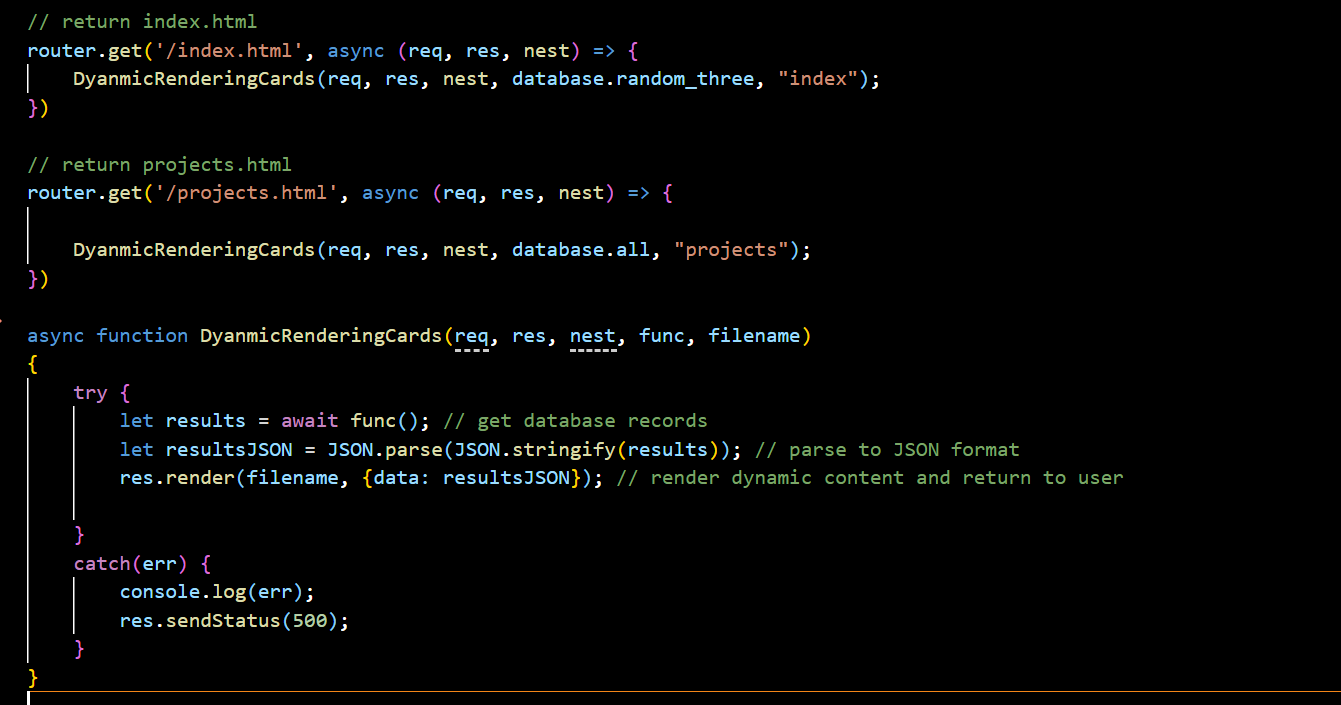 // return index.html
router.get('/index.html', async (req, res, nest) => {
    DyanmicRenderingCards(req, res, nest, database.random_three, "index");
})
// return projects.html
router.get('/projects.html', async (req, res, nest) => {
    DyanmicRenderingCards(req, res, nest, database.all, "projects");
})
async function DyanmicRenderingCards(req, res, nest, func, filename)
{
    try {
        let results = await func(); // get database records
        let resultsJSON = JSON.parse(JSON.stringify(results)); // parse to JSON format
        res.render(filename, {data: resultsJSON}); // render dynamic content and return to user
    }
    catch(err) {
        console.log(err);
        res.sendStatus(500);
    }
}